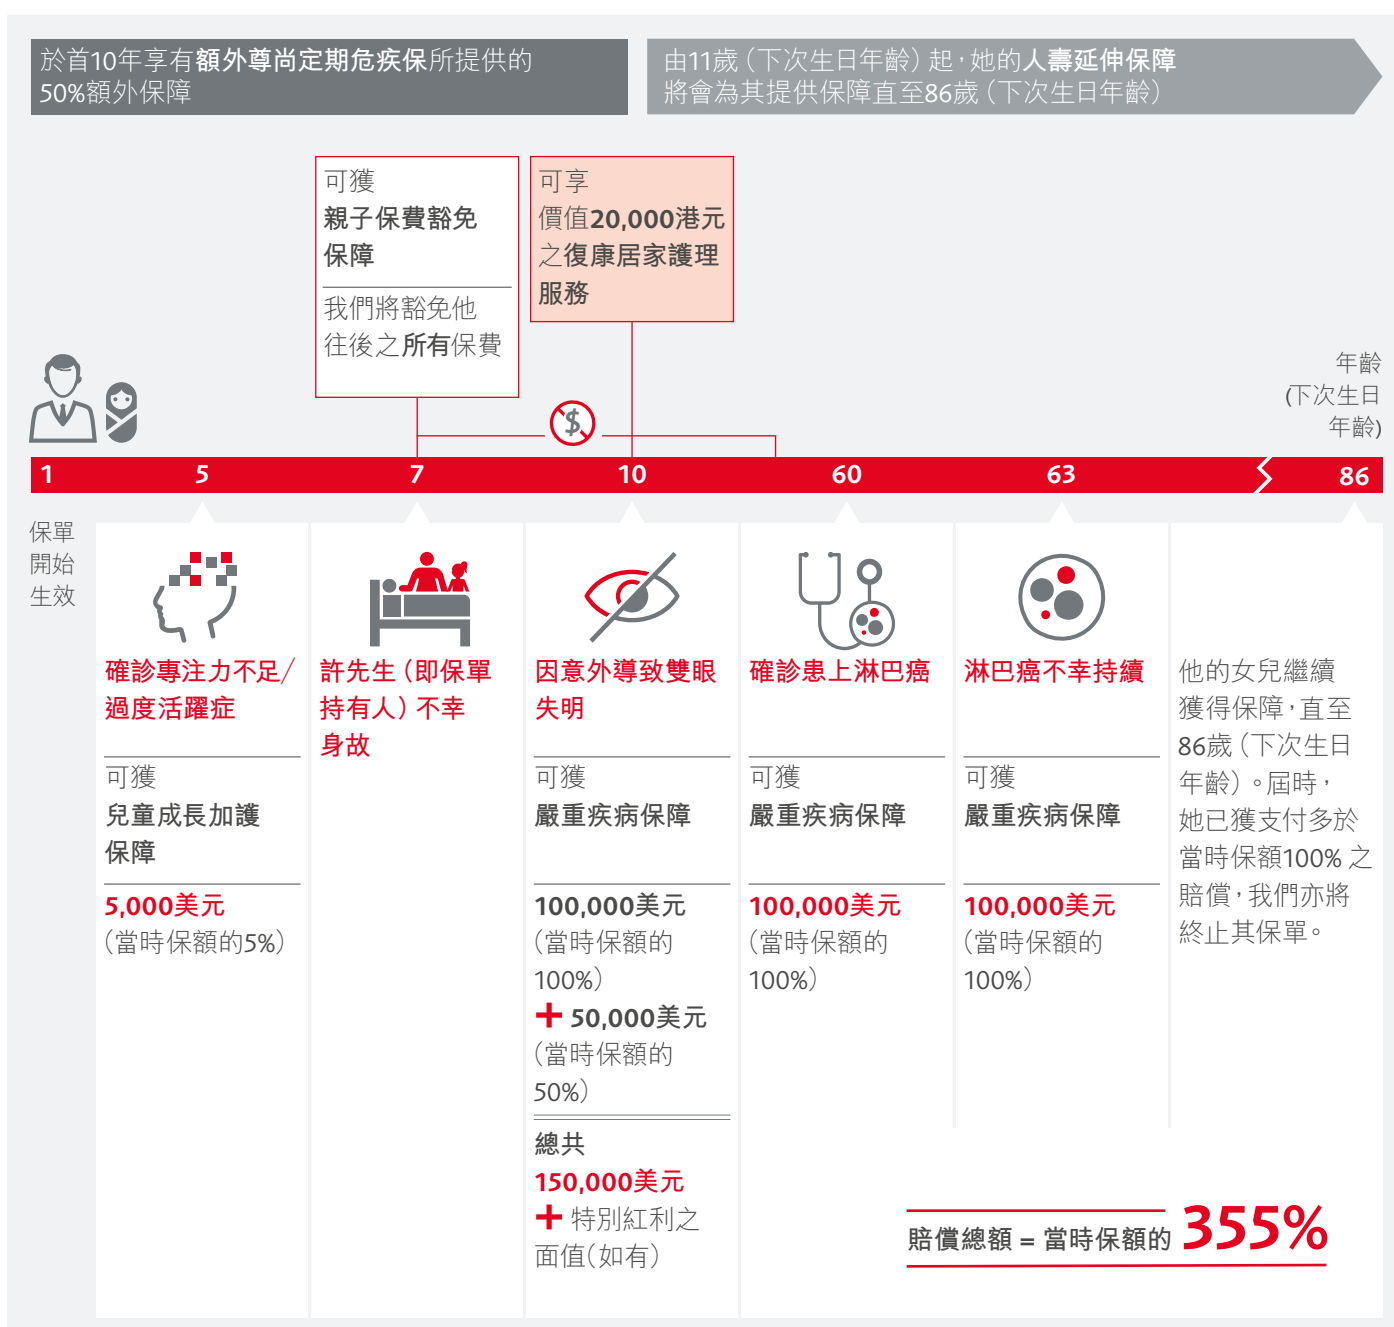 於首10年享有額外尊尚定期危疾保所提供的
50%額外保障
由11歲（下次生日年齡）起，她的人壽延伸保障
將會為其提供保障直至86歲（下次生日年齡）
可獲
親子保費豁免
保障
我們將豁免他
往後之所有保費
可享
價值20,000港元
之復康居家護理
服務
年齡
(下次生日
年齡)
$
1 5 7 10 60 63 86
保單
開始
生效
確診專注力不足/
過度活躍症
可獲
兒童成長加護
保障
5,000美元
（當時保額的5%）
許先生（即保單
持有人）不幸
身故
因意外導致雙眼
失明
可獲
嚴重疾病保障
100,000美元
（當時保額的
100%）
+ 50,000美元
（當時保額的
50%）
總共
150,000美元
+ 特別紅利之
面值（如有）
確診患上淋巴癌
可獲
嚴重疾病保障
100,000美元
（當時保額的
100%）
淋巴癌不幸持續
可獲
嚴重疾病保障
100,000美元
（當時保額的
100%）
他的女兒繼續
獲得保障，直至
86歲（下次生日
年齡）。屆時，
她已獲支付多於
當時保額100% 之
賠償，我們亦將
終止其保單。
賠償總額 = 當時保額的 355%